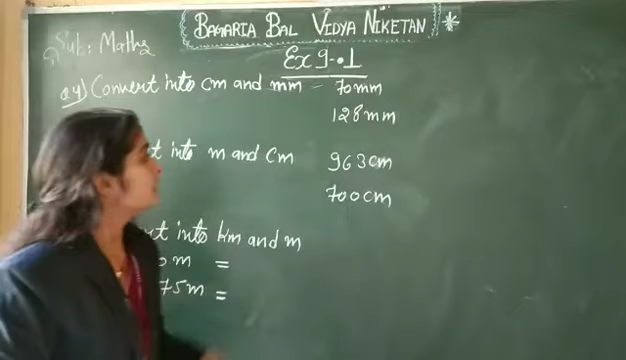 BAGARIA BAL VIDYA NIKETAN
Sub: Maths
Ex 9.1
Q4) Convert into cm and mm - 70mm
128mm
into m and cm 963cm
700cm
into km and m
m =
75m =